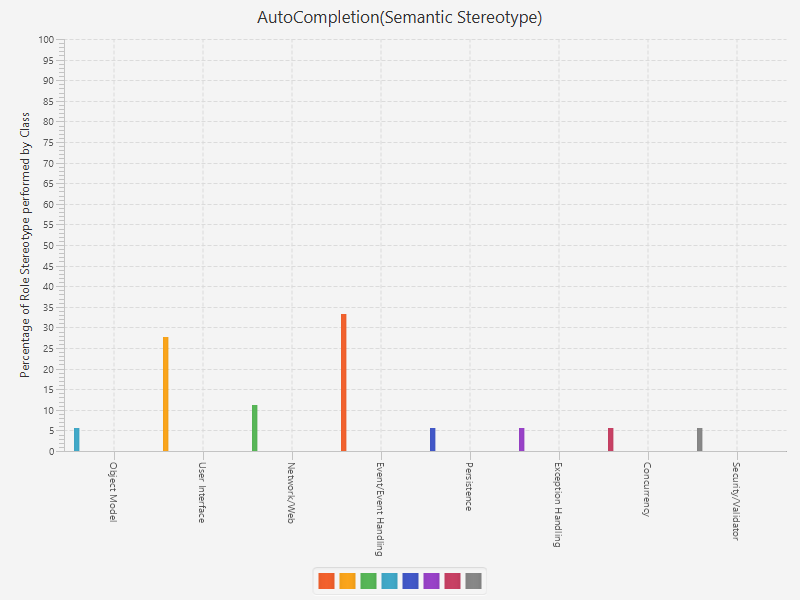 AutoCompletion(Semantic Stereotype)
Percentage of Role Stereotype performed by Class
100
95
90
85
80
75
70
65
60
55
50
45
40
35
30
25
20
15
10
5
0
Object Model
User Interface
Network/Web
Event/Event Handling
Persistence
Exception Handling
Concurrency
Security/Validator